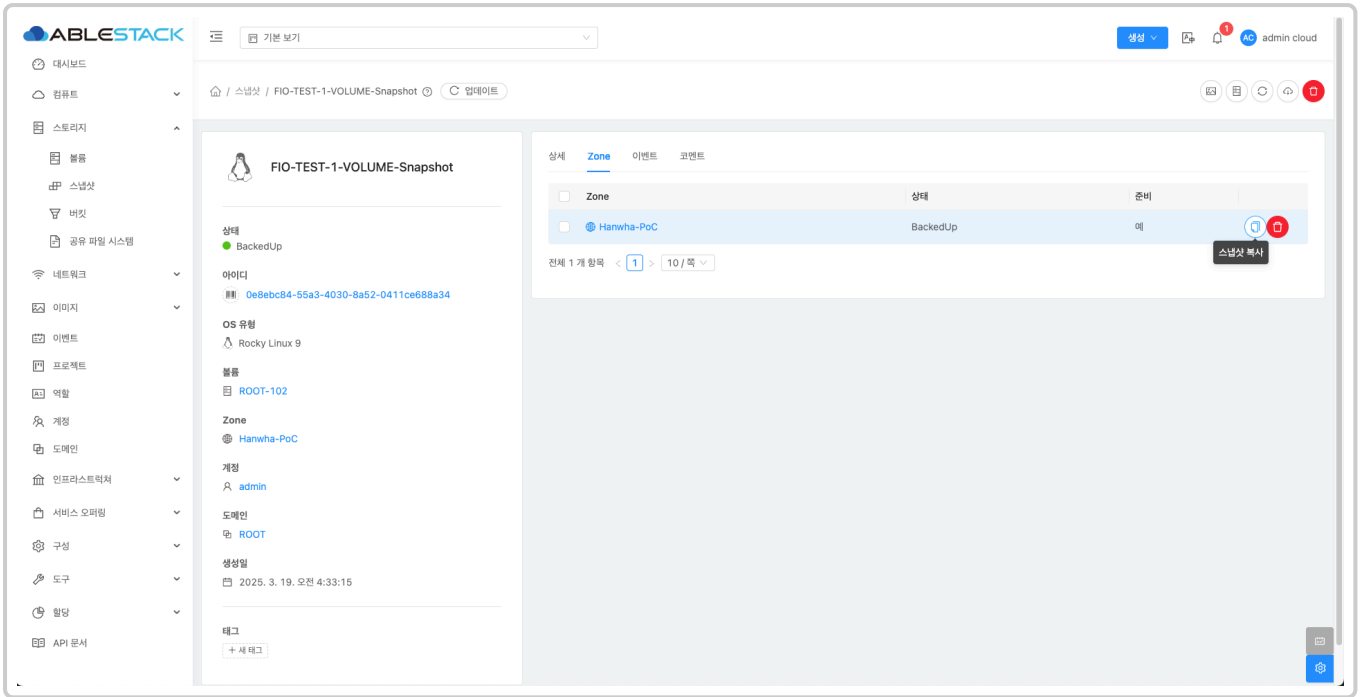 ABLESTACK
기본 보기
생성
1
AC
admin cloud
대시보드
컴퓨트
스토리지
볼륨
스냅샷
버킷
공유 파일 시스템
네트워크
이미지
이벤트
프로젝트
역할
계정
도메인
인프라스트럭쳐
서비스 오퍼링
구성
도구
할당
API 문서
/ 스냅샷 / FIO-TEST-1-VOLUME-Snapshot
업데이트
FIO-TEST-1-VOLUME-Snapshot
상태
BackedUp
아이디
0e8ebc84-55a3-4030-8a52-0411ce688a34
OS 유형
Rocky Linux 9
볼륨
ROOT-102
Zone
Hanwha-PoC
계정
admin
도메인
ROOT
생성일
2025. 3. 19. 오전 4:33:15
태그
+ 새 태그
상세 Zone 이벤트 코멘트
Zone 상태 준비
Hanwha-PoC BackedUp 예
스냅샷 복사
전체 1 개 항목 < 1 > 10 / 쪽